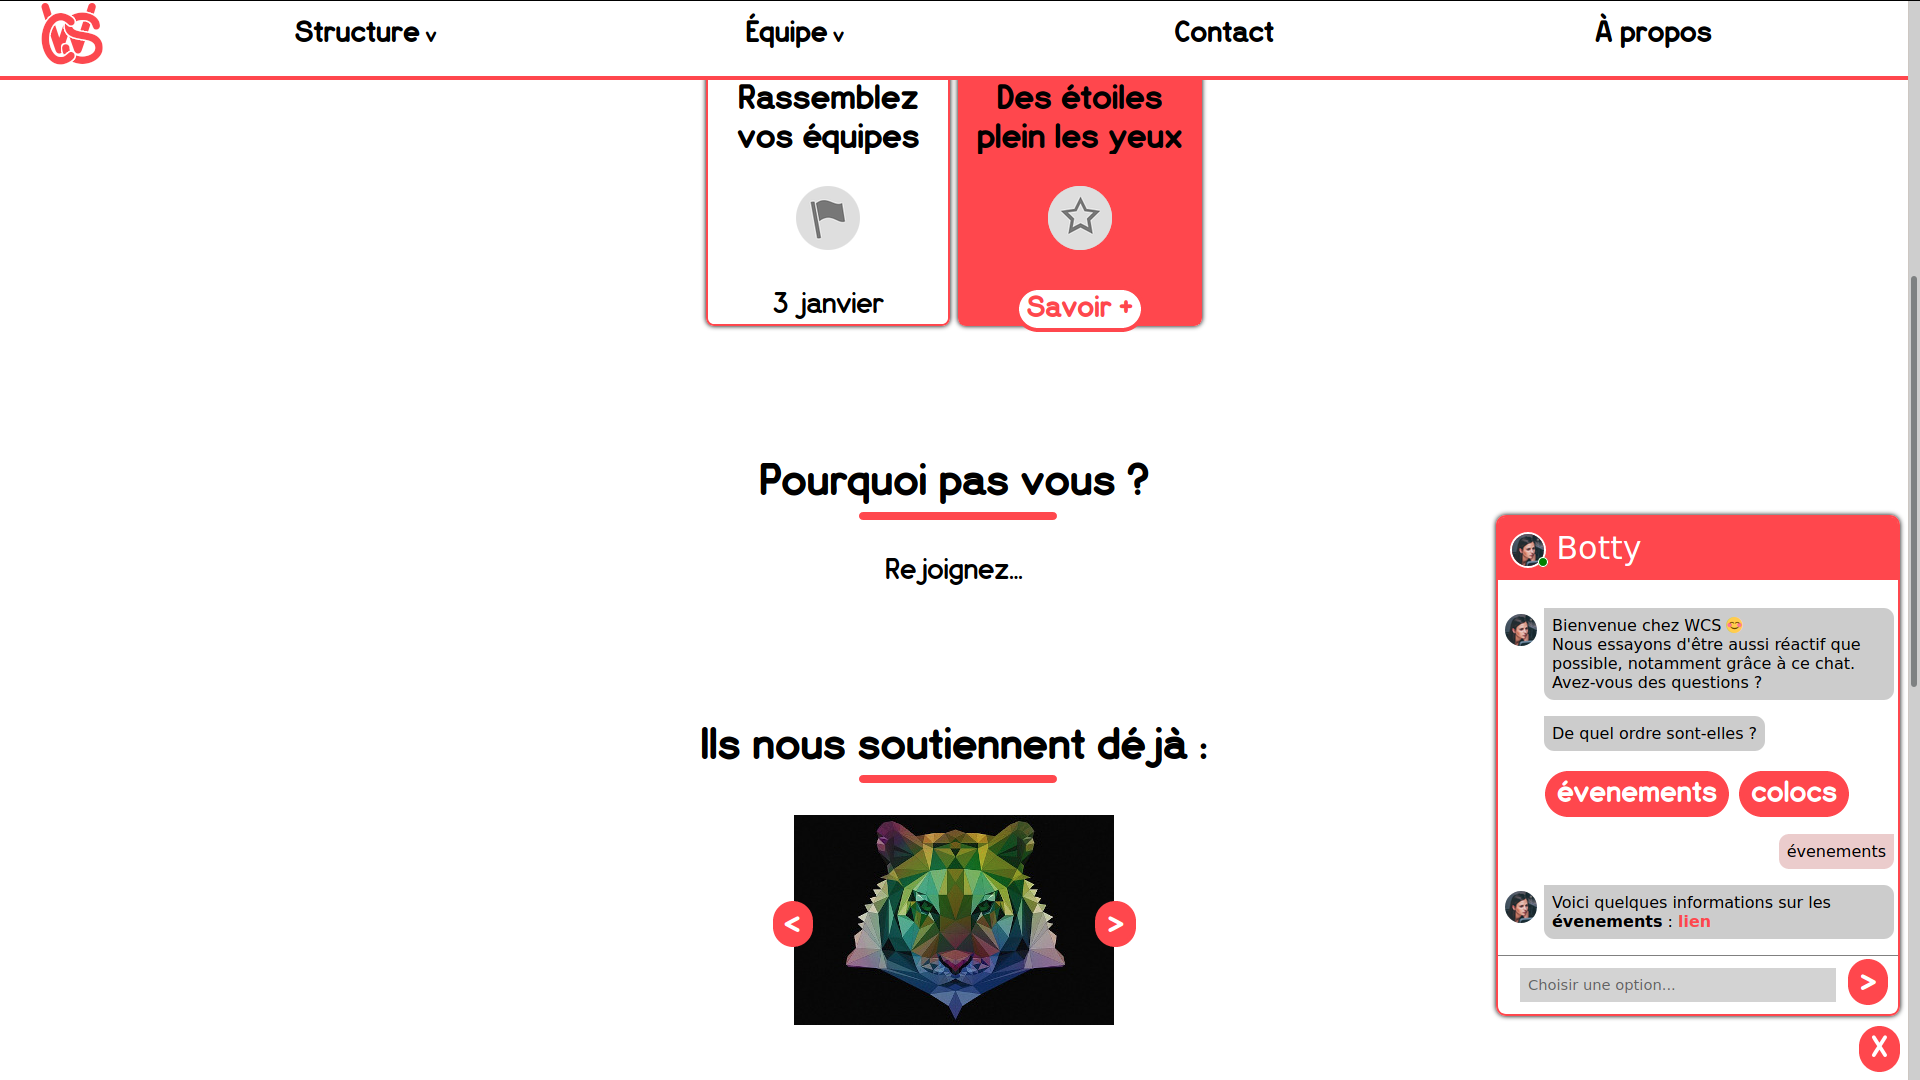 WCS
Structure v
Équipe v
Contact
À propos
Rassemblez
vos équipes
3 janvier
Des étoiles
plein les yeux
Savoir +
Pourquoi pas vous ?
Rejoignez...
Ils nous soutiennent déjà :
<
>
Botty
Bienvenue chez WCS 😊
Nous essayons d'être aussi réactif que
possible, notamment grâce à ce chat.
Avez-vous des questions ?
De quel ordre sont-elles ?
évenements
colocs
évenements
Voici quelques informations sur les
évenements : lien
Choisir une option...
>
X